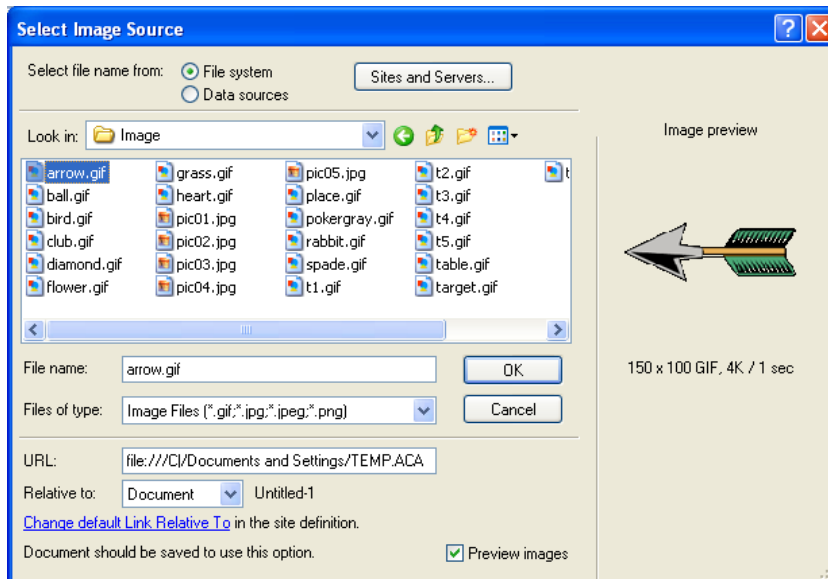 Select Image Source
Select file name from: File system
Sites and Servers...
Data sources
Look in: Image
Image preview
arrow.gif grass.gif pic05.jpg t2.gif t
ball.gif heart.gif place.gif t3.gif
bird.gif pic01.jpg pokergray.gif t4.gif
club.gif pic02.jpg rabbit.gif t5.gif
diamond.gif pic03.jpg spade.gif table.gif
flower.gif pic04.jpg t1.gif target.gif
File name: arrow.gif OK
150 x 100 GIF, 4K / 1 sec
Files of type: Image Files (*.gif;*.jpg;*.jpeg;*.png) Cancel
URL: file:///C|/Documents and Settings/TEMP.ACA
Relative to: Document Untitled-1
Change default Link Relative To in the site definition.
Document should be saved to use this option. Preview images